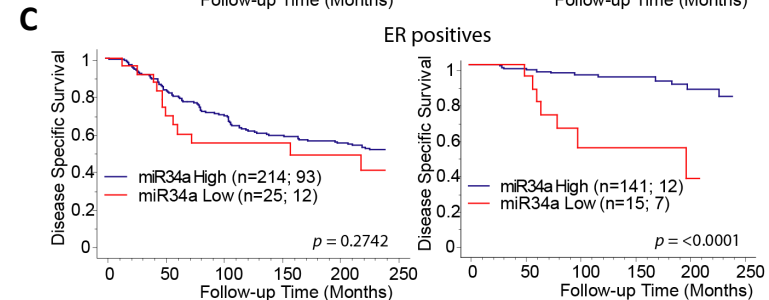 Follow-up Time (Months)
Follow-up Time (Months)
C
ER positives
Disease Specific Survival
1
0.8
0.6
0.4
0.2
0
miR34a High (n=214; 93)
miR34a Low (n=25; 12)
p = 0.2742
0 50 100 150 200 250
Follow-up Time (Months)
Disease Specific Survival
1
0.8
0.6
0.4
0.2
0
miR34a High (n=141; 12)
miR34a Low (n=15; 7)
p = <0.0001
0 50 100 150 200 250
Follow-up Time (Months)